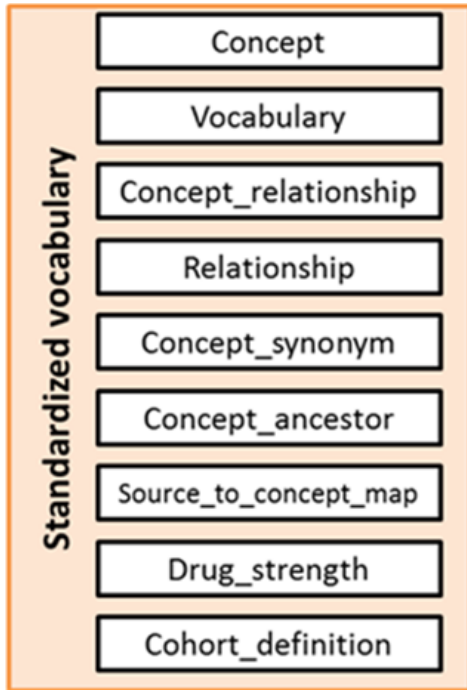 Standardized vocabulary
Concept
Vocabulary
Concept_relationship
Relationship
Concept_synonym
Concept_ancestor
Source_to_concept_map
Drug_strength
Cohort_definition